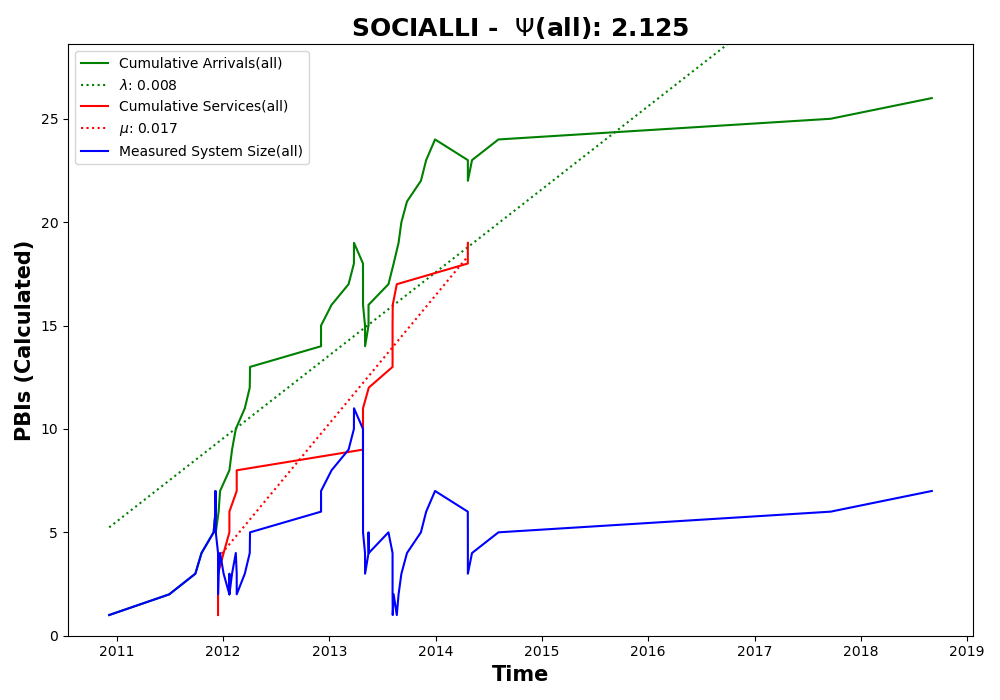 SOCIALLI - Ψ(all): 2.125
Cumulative Arrivals(all)
λ: 0.008
Cumulative Services(all)
μ: 0.017
Measured System Size(all)
PBIs (Calculated)
25
20
15
10
5
0
2011 2012 2013 2014 2015 2016 2017 2018 2019
Time